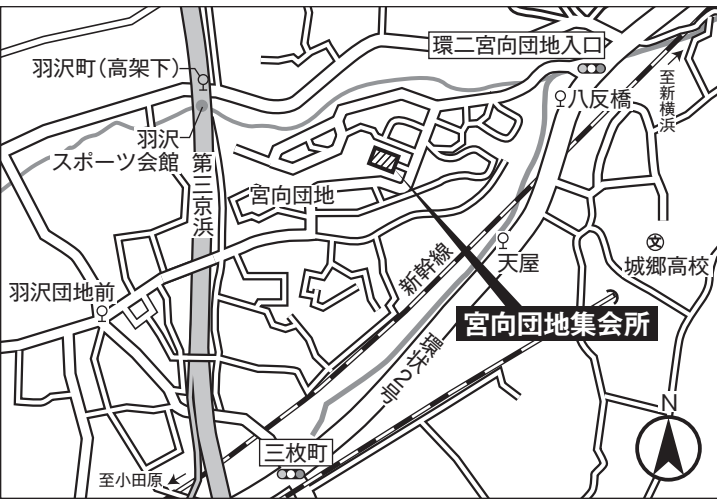 環二宮向団地入口
羽沢町(高架下)
八反橋
至新横浜
羽沢
スポーツ会館
第三京浜
宮向団地
新幹線
天屋
城郷高校
文
羽沢団地前
宮向団地集会所
環状2号
N
三枚町
至小田原